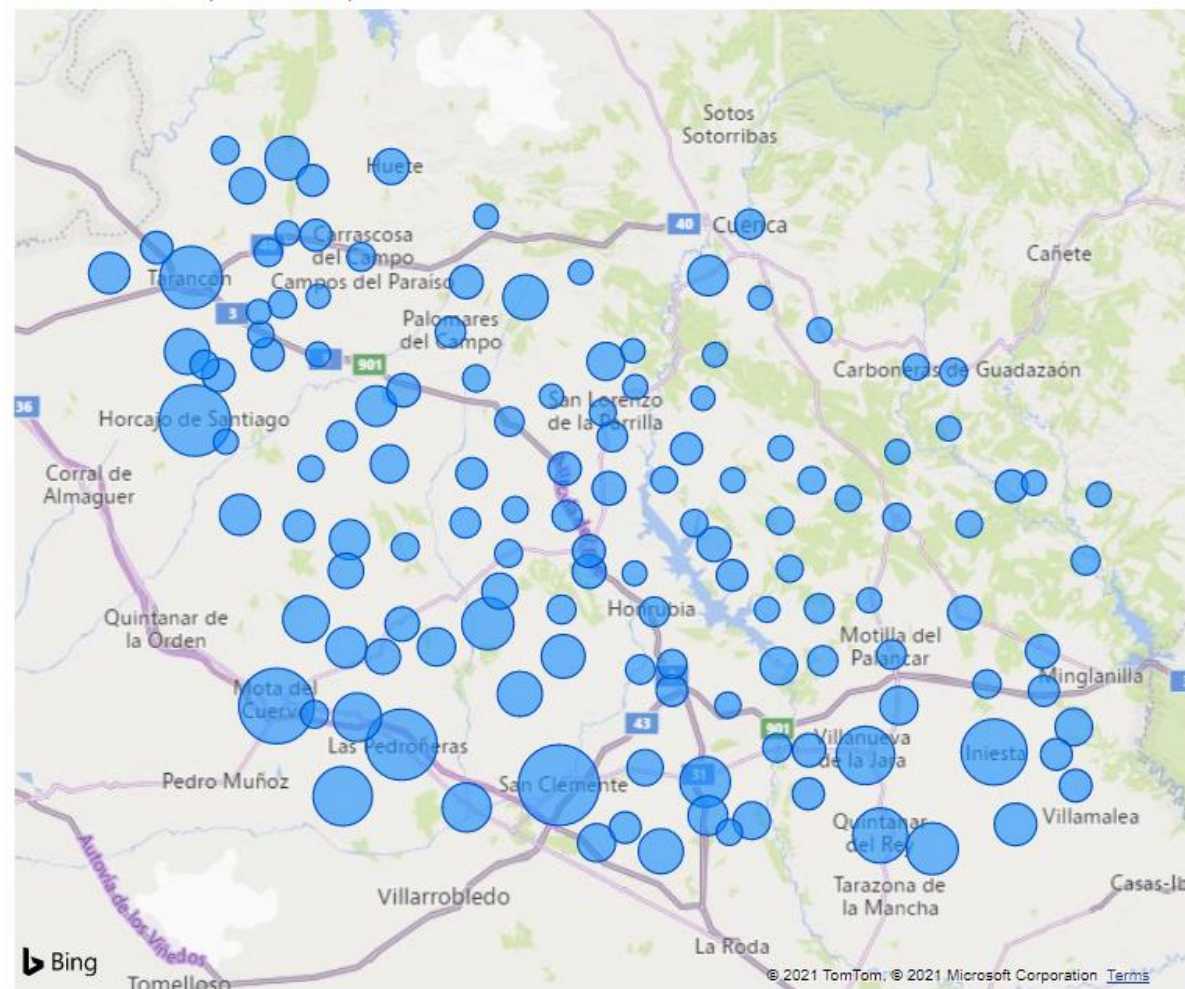 Sotos
Sotorribas
Huete
40
Cuenca
Carrascosa
del Campo
Cañete
Tarancón
Campos del Paraíso
3
Palomares
del Campo
901
Carboneras de Guadazaón
36
San Lorenzo
de la Parrilla
Horcajo de Santiago
Corral de
Almaguer
Honrubia
Quintanar de
la Orden
Motilla del
Palancar
Minglanilla
Mota del
Cuervo
43
901
Las Pedroñeras
Villanueva
de la Jara
Iniesta
Pedro Muñoz
San Clemente
31
Villamalea
Quintanar
del Rey
Autovía de los Viñedos
Villarrobledo
Tarazona de
la Mancha
Casas-Ib
La Roda
Bing
Tomelloso
© 2021 TomTom, © 2021 Microsoft Corporation Terms